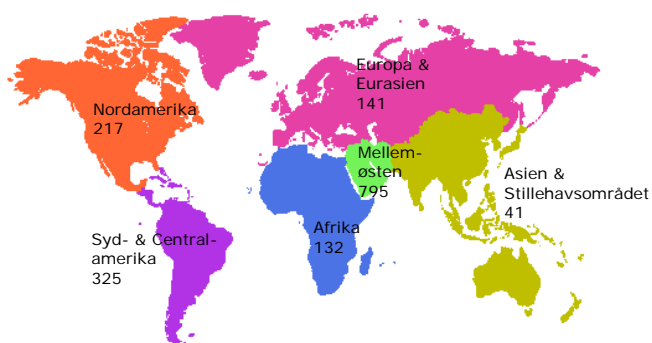 Nordamerika
217
Europa &
Eurasien
141
Mellem-
østen
795
Asien &
Stillehavsområdet
41
Syd- & Central-
amerika
325
Afrika
132